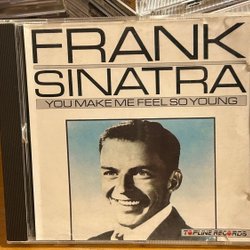 FRANK
SINATRA
YOU MAKE ME FEEL SO YOUNG
TOPLINE RECORDS